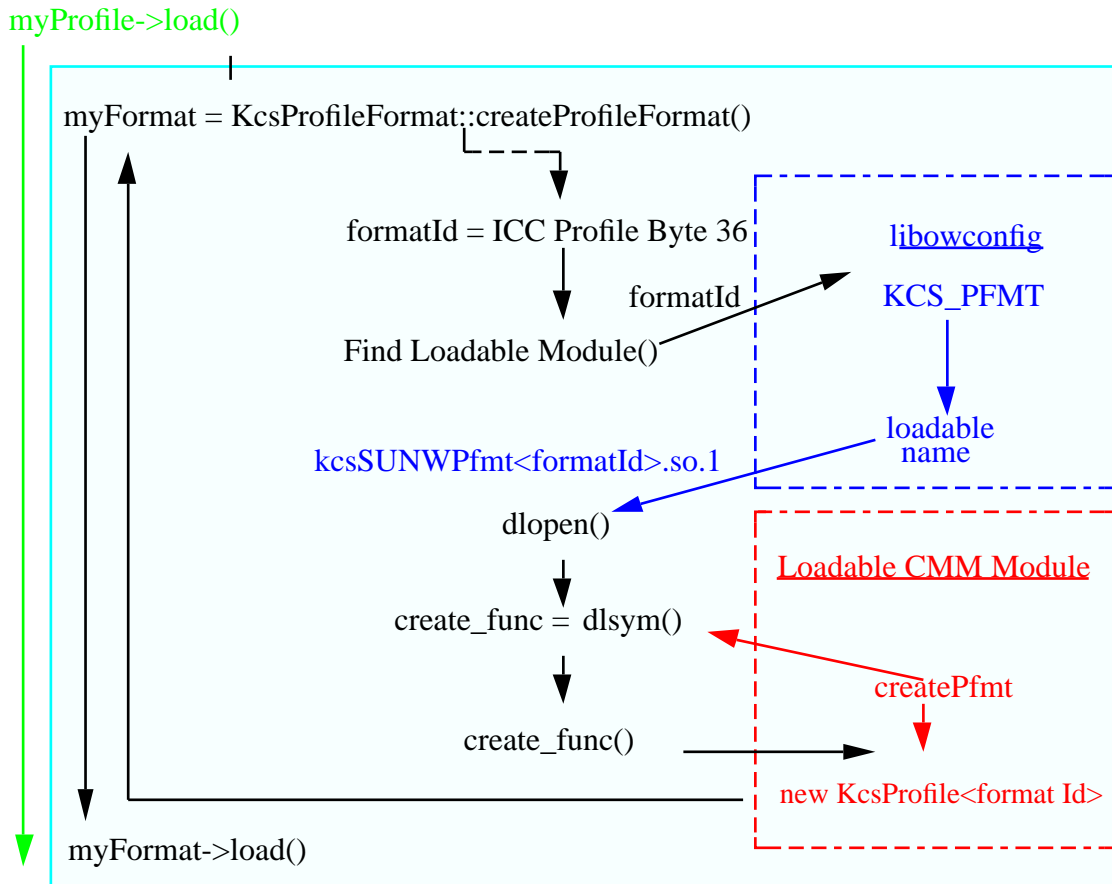 myProfile->load()
myFormat = KcsProfileFormat::createProfileFormat()
formatId = ICC Profile Byte 36
libowconfig
formatId
KCS_PFMT
Find Loadable Module()
loadable
name
kcsSUNWPfmt<formatId>.so.1
dlopen()
Loadable CMM Module
create_func = dlsym()
createPfmt
create_func()
new KcsProfile<format Id>
myFormat->load()